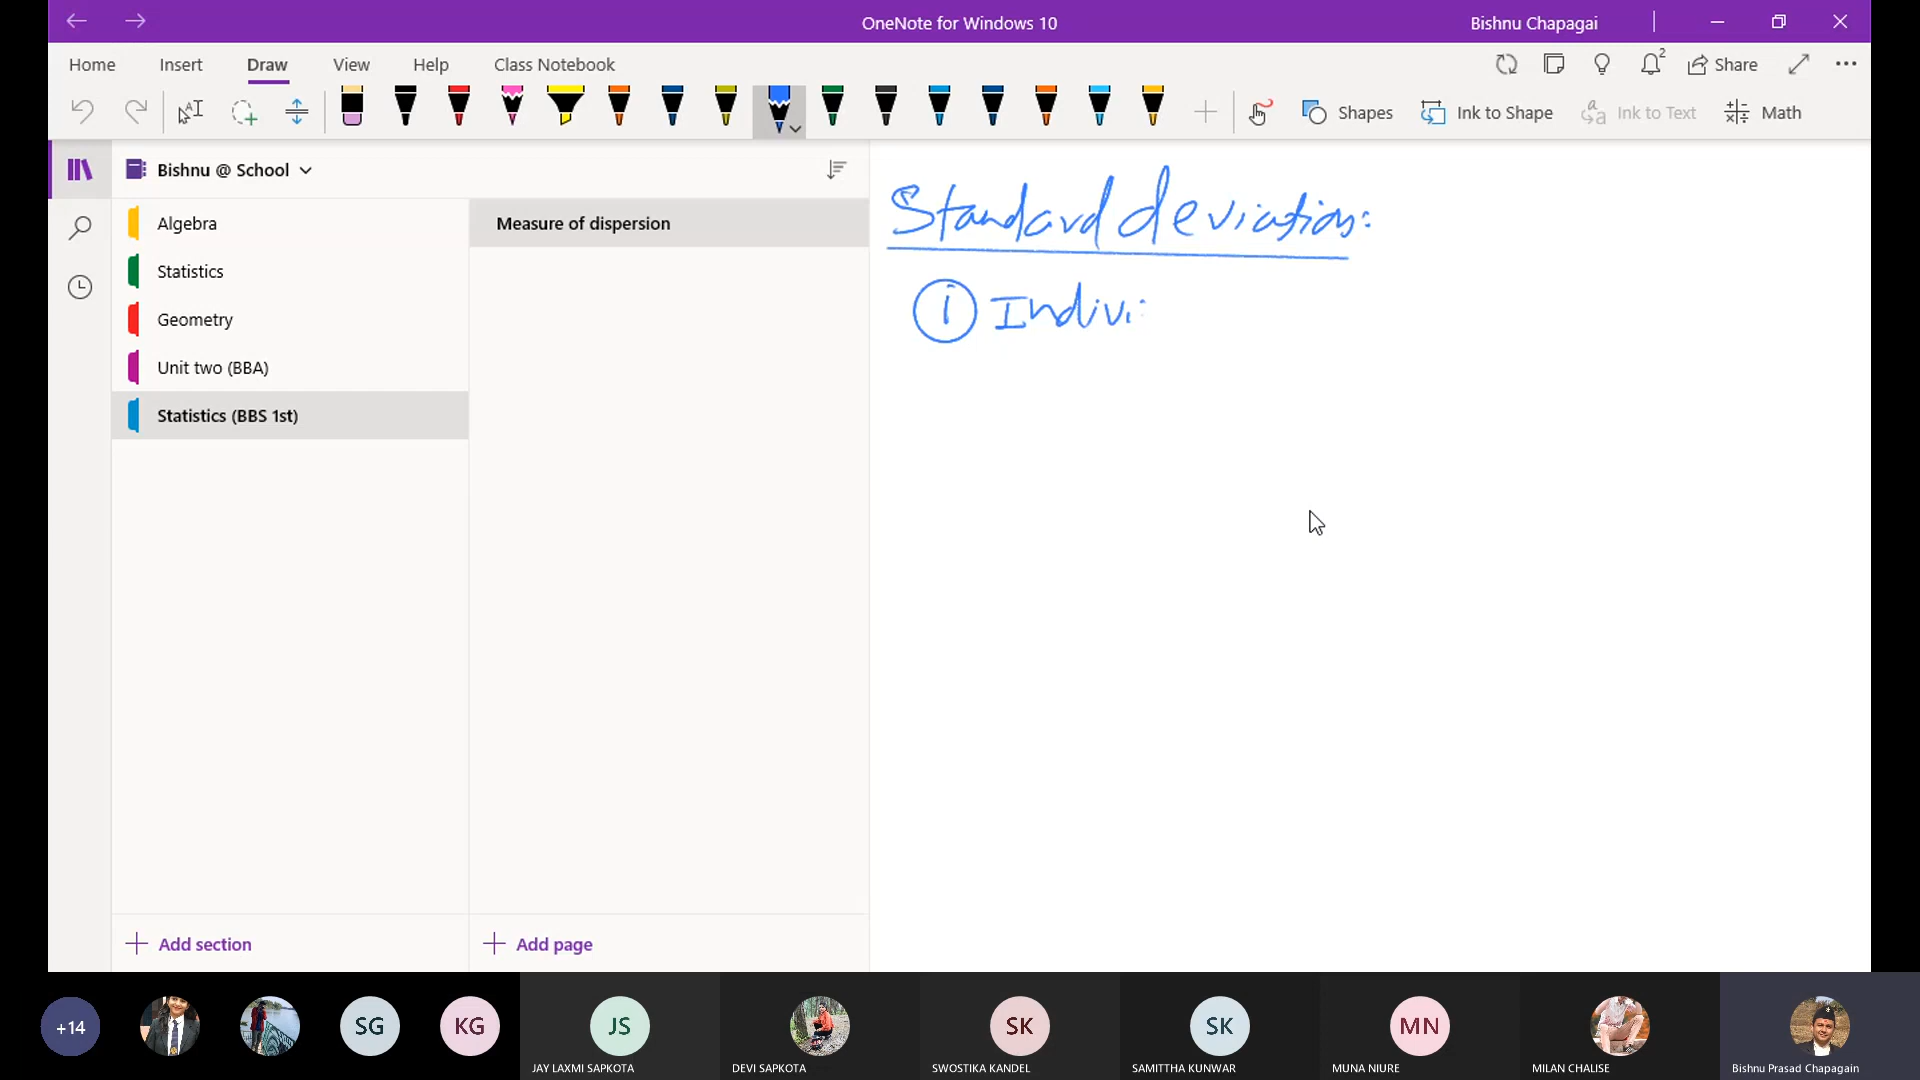 OneNote for Windows 10
Bishnu Chapagai
Home Insert Draw View Help Class Notebook
2 Share
Shapes Ink to Shape Ink to Text Math
Bishnu @ School
Algebra
Statistics
Geometry
Unit two (BBA)
Statistics (BBS 1st)
Measure of dispersion
Standard deviation:
i Indivi
Add section
Add page
+14
SG
KG
JS
SK
SK
MN
JAY LAXMI SAPKOTA
DEVI SAPKOTA
SWOSTIKA KANDEL
SAMITTHA KUNWAR
MUNA NIURE
MILAN CHALISE
Bishnu Prasad Chapagain